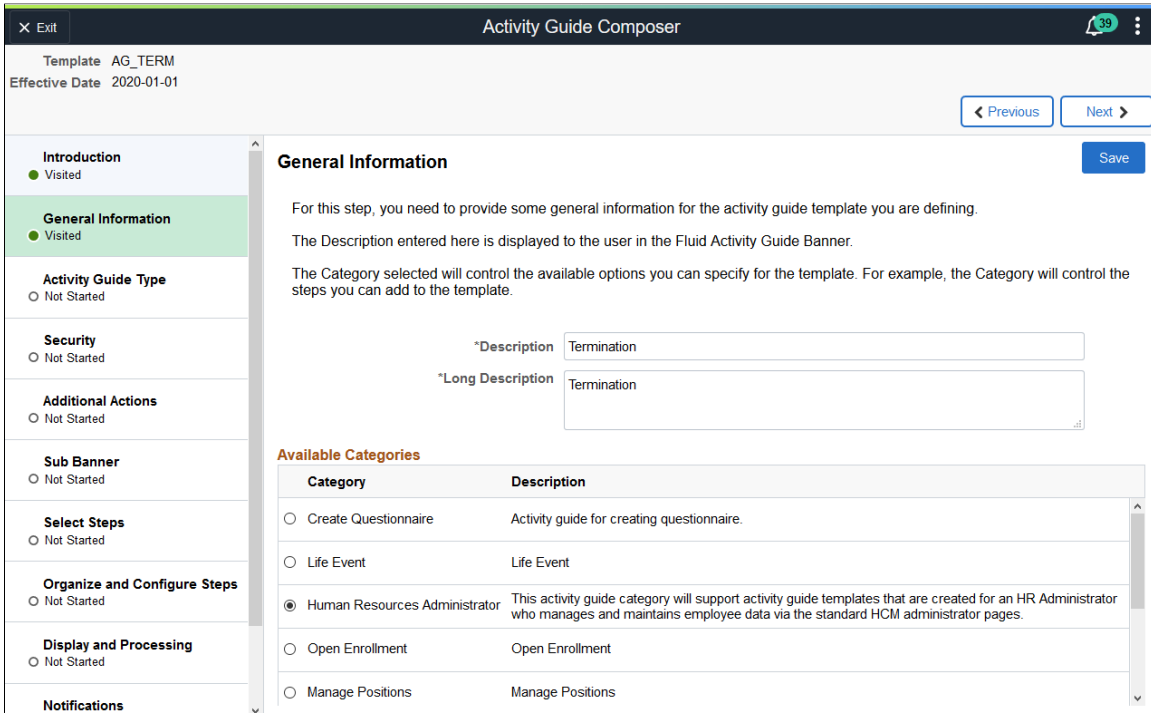 Exit
Activity Guide Composer
39
Template AG_TERM
Effective Date 2020-01-01
Previous
Next
Introduction
Visited
General Information
Visited
Activity Guide Type
Not Started
Security
Not Started
Additional Actions
Not Started
Sub Banner
Not Started
Select Steps
Not Started
Organize and Configure Steps
Not Started
Display and Processing
Not Started
Notifications
General Information
Save
For this step, you need to provide some general information for the activity guide template you are defining.
The Description entered here is displayed to the user in the Fluid Activity Guide Banner.
The Category selected will control the available options you can specify for the template. For example, the Category will control the
steps you can add to the template.
*Description Termination
*Long Description Termination
Available Categories
Category Description
Create Questionnaire Activity guide for creating questionnaire.
Life Event Life Event
Human Resources Administrator This activity guide category will support activity guide templates that are created for an HR Administrator
who manages and maintains employee data via the standard HCM administrator pages.
Open Enrollment Open Enrollment
Manage Positions Manage Positions